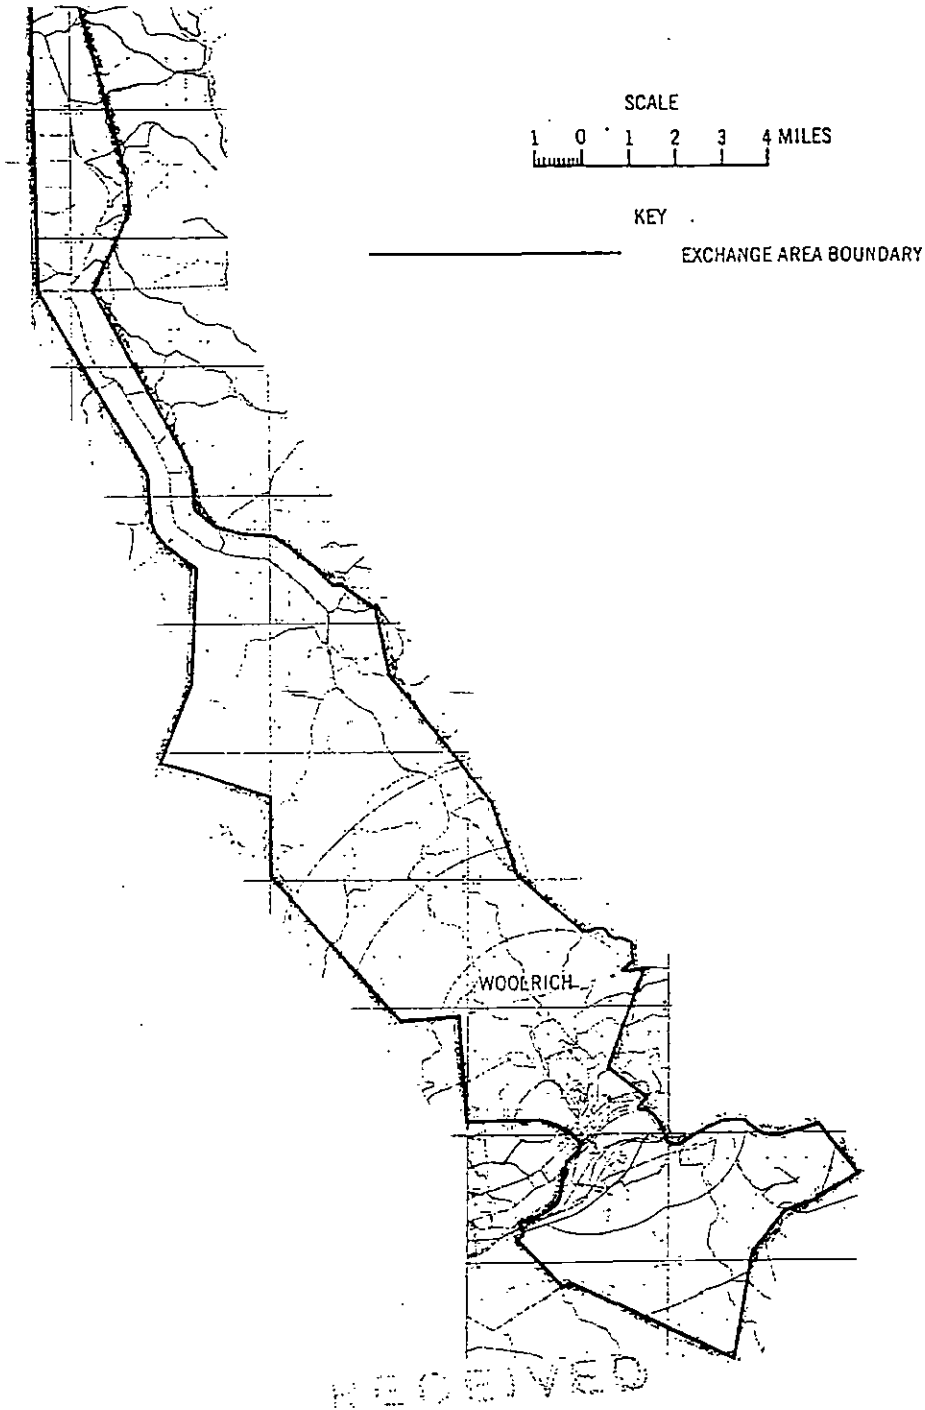 SCALE
1 0 1 2 3 4 MILES
KEY
EXCHANGE AREA BOUNDARY
WOOLRICH
RECEIVED